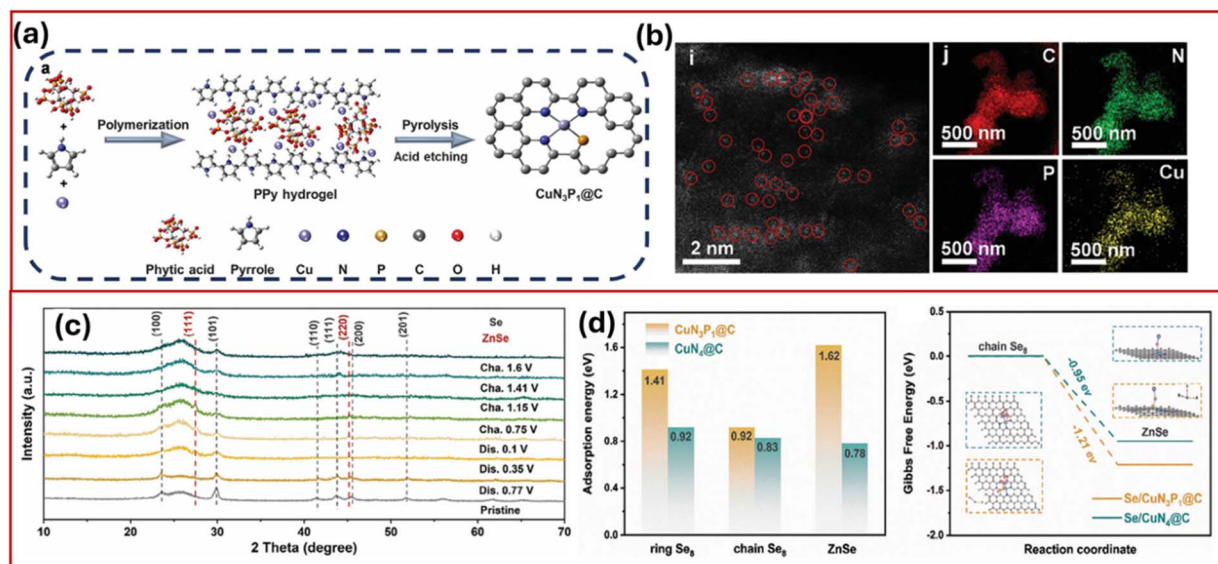 (a)
a
+
+
Polymerization
PPy hydrogel
Pyrolysis
Acid etching
CuN₃P₁@C
Phytic acid Pyrrole Cu N P C O H
(b)
i
2 nm
j
C
500 nm
N
500 nm
P
500 nm
Cu
500 nm
(c)
Intensity (a.u.)
(100) (111) (101) (110) (111) (220) (200) (201)
Se
ZnSe
Cha. 1.6 V
Cha. 1.41 V
Cha. 1.15 V
Cha. 0.75 V
Dis. 0.1 V
Dis. 0.35 V
Dis. 0.77 V
Pristine
10 20 30 40 50 60 70
2 Theta (degree)
(d)
Adsorption energy (eV)
2.0
1.6
1.2
0.8
0.4
0.0
CuN₃P₁@C
CuN₄@C
1.41 0.92 0.92 0.83 1.62 0.78
ring Se₈ chain Se₈ ZnSe
Gibbs Free Energy (eV)
0.5
0.0
-0.5
-1.0
-1.5
-2.0
chain Se₈
-0.95 ev
-1.21 ev
ZnSe
Se/CuN₃P₁@C
Se/CuN₄@C
Reaction coordinate